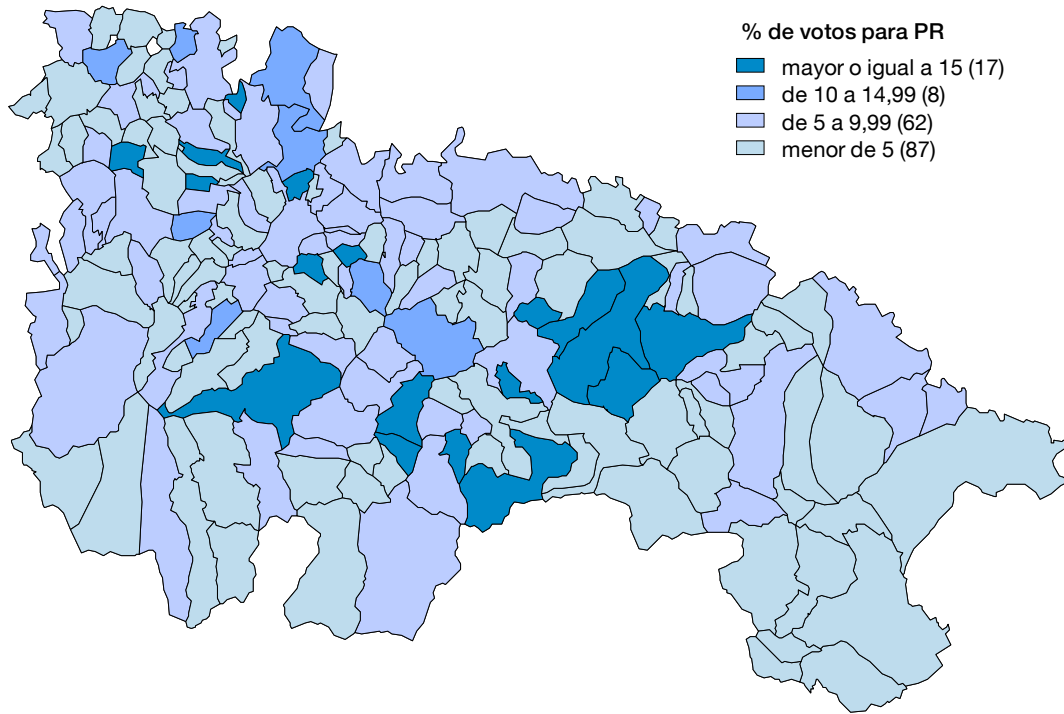 % de votos para PR
mayor o igual a 15 (17)
de 10 a 14,99 (8)
de 5 a 9,99 (62)
menor de 5 (87)